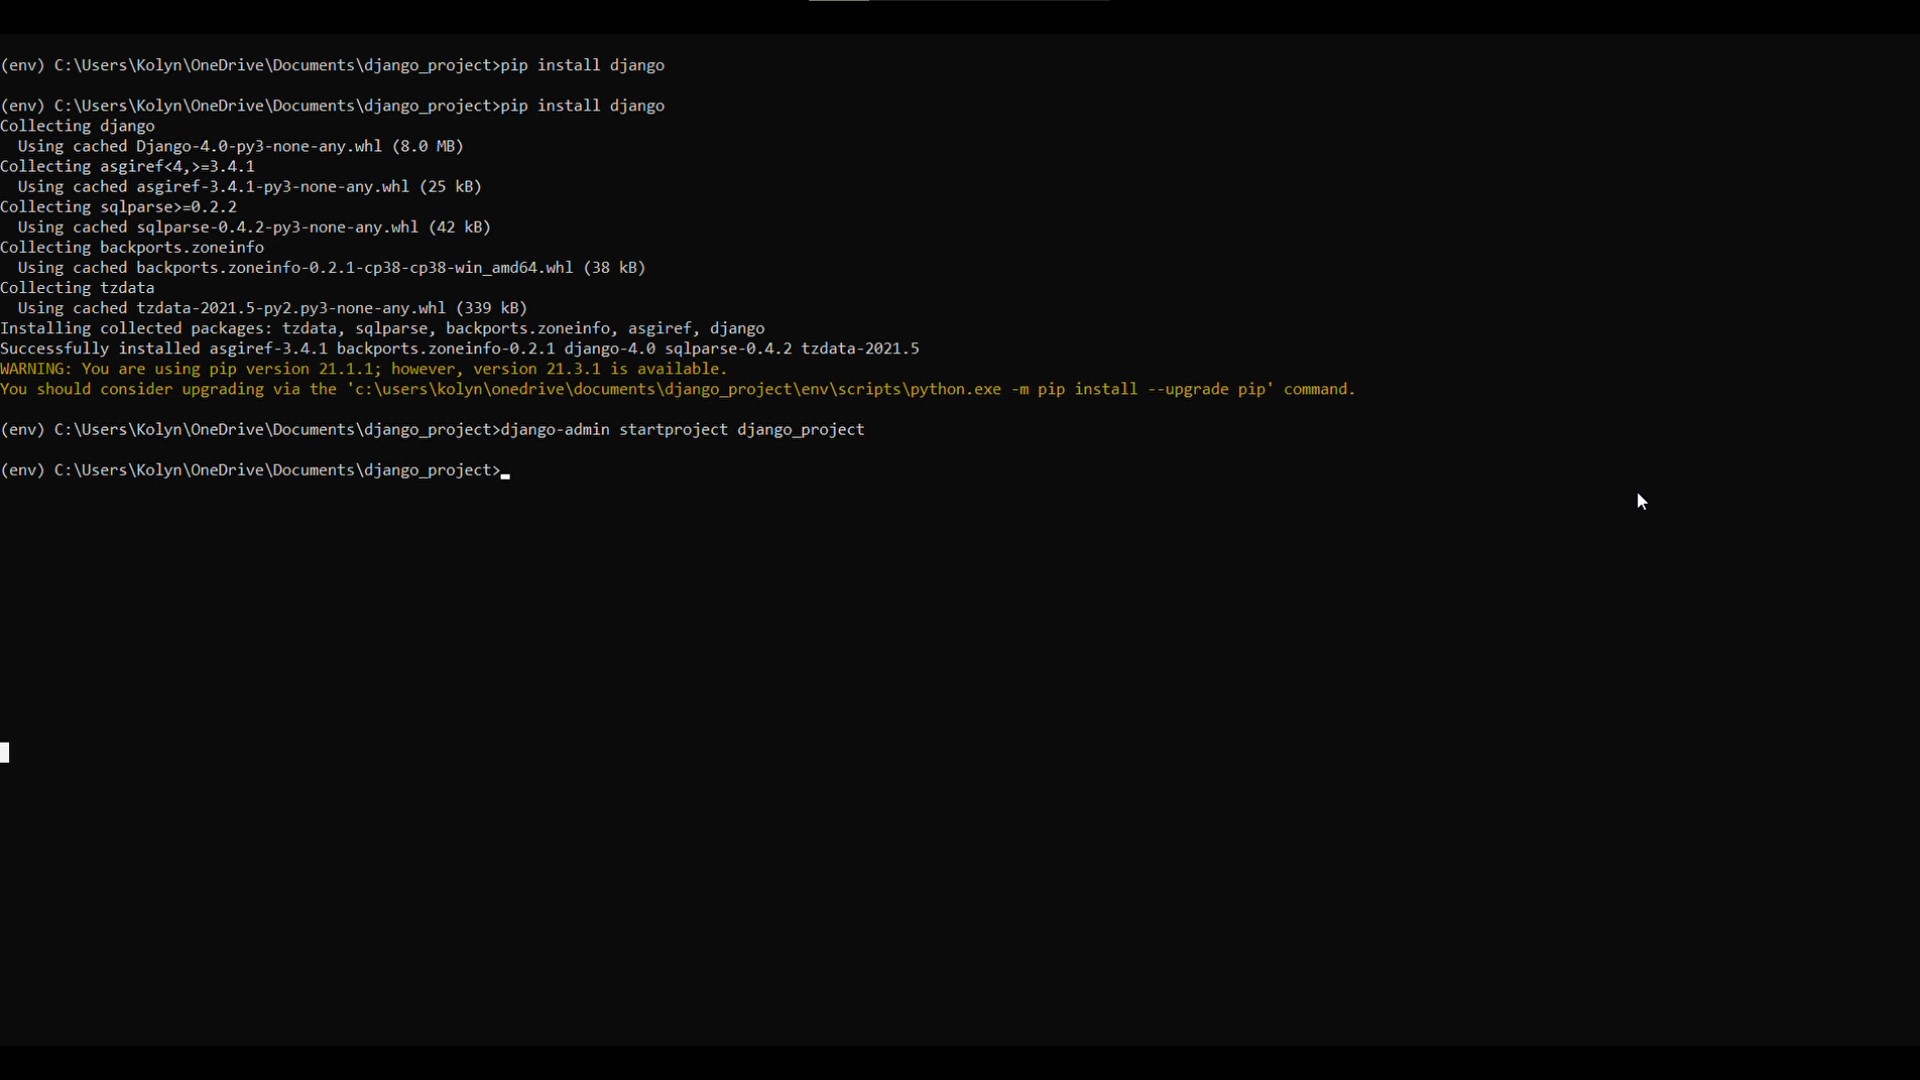 (env) C:\Users\Kolyn\OneDrive\Documents\django_project>pip install django
(env) C:\Users\Kolyn\OneDrive\Documents\django_project>pip install django
Collecting django
  Using cached Django-4.0-py3-none-any.whl (8.0 MB)
Collecting asgiref<4,>=3.4.1
  Using cached asgiref-3.4.1-py3-none-any.whl (25 kB)
Collecting sqlparse>=0.2.2
  Using cached sqlparse-0.4.2-py3-none-any.whl (42 kB)
Collecting backports.zoneinfo
  Using cached backports.zoneinfo-0.2.1-cp38-cp38-win_amd64.whl (38 kB)
Collecting tzdata
  Using cached tzdata-2021.5-py2.py3-none-any.whl (339 kB)
Installing collected packages: tzdata, sqlparse, backports.zoneinfo, asgiref, django
Successfully installed asgiref-3.4.1 backports.zoneinfo-0.2.1 django-4.0 sqlparse-0.4.2 tzdata-2021.5
WARNING: You are using pip version 21.1.1; however, version 21.3.1 is available.
You should consider upgrading via the 'c:\users\kolyn\onedrive\documents\django_project\env\scripts\python.exe -m pip install --upgrade pip' command.
(env) C:\Users\Kolyn\OneDrive\Documents\django_project>django-admin startproject django_project
(env) C:\Users\Kolyn\OneDrive\Documents\django_project>